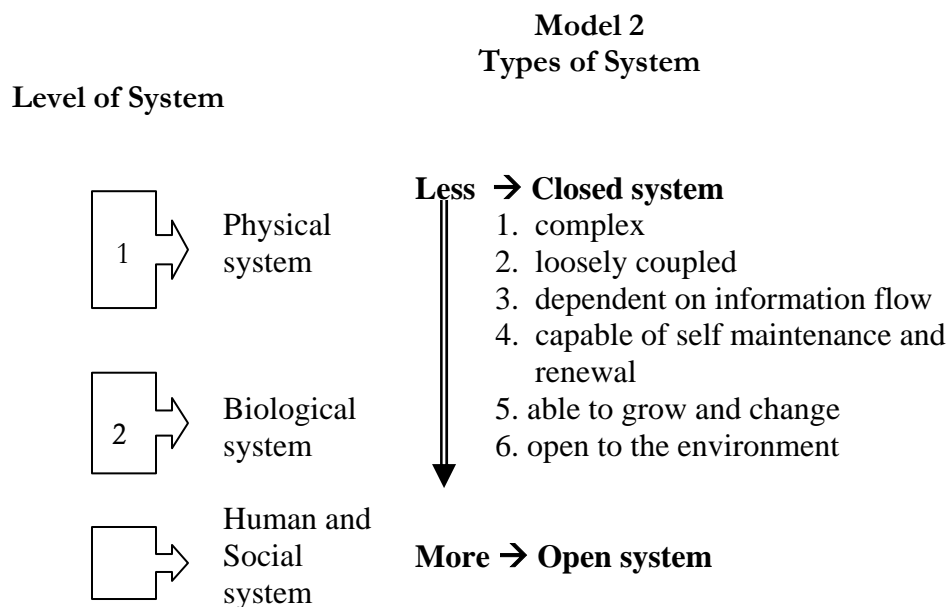 Model 2
Types of System
Level of System
1
Physical
system
2
Biological
system
Human and
Social
system
Less → Closed system
1. complex
2. loosely coupled
3. dependent on information flow
4. capable of self maintenance and
renewal
5. able to grow and change
6. open to the environment
More → Open system